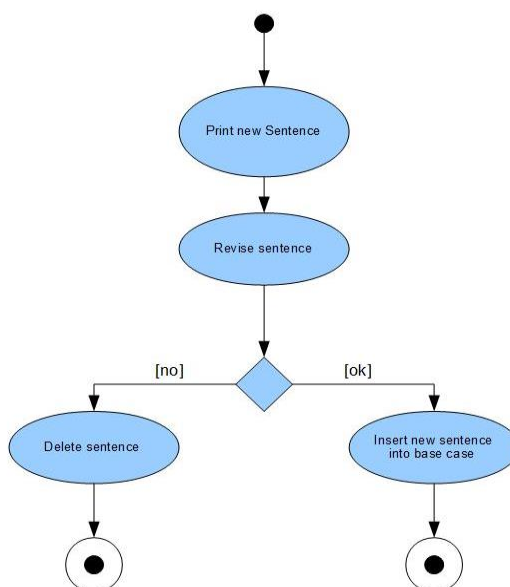 Print new Sentence
Revise sentence
[no]
[ok]
Delete sentence
Insert new sentence
into base case